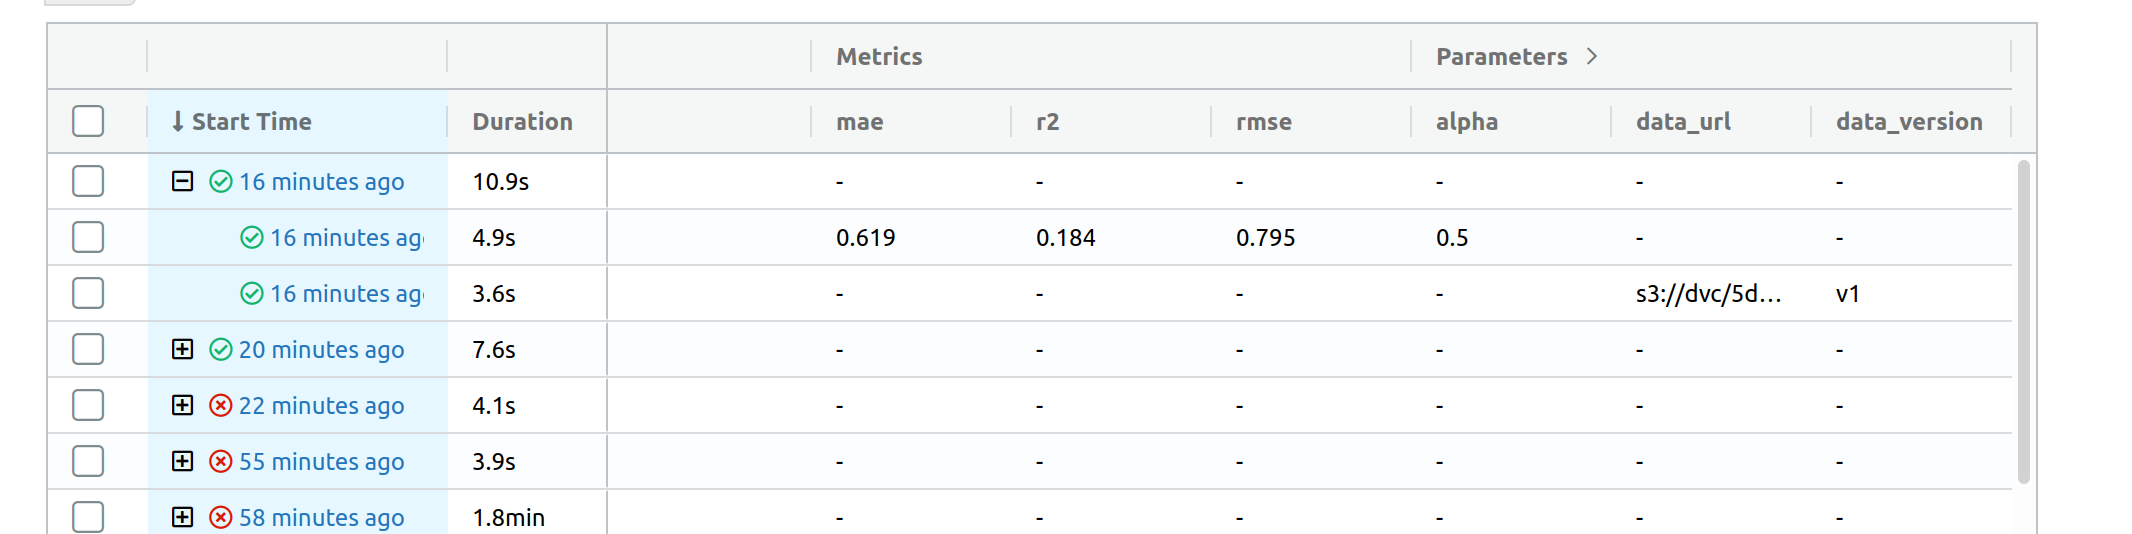 Metrics Parameters >
↓ Start Time Duration mae r2 rmse alpha data_url data_version
16 minutes ago 10.9s - - - - - -
16 minutes ag 4.9s 0.619 0.184 0.795 0.5 - -
16 minutes ag 3.6s - - - - s3://dvc/5d... v1
20 minutes ago 7.6s - - - - - -
22 minutes ago 4.1s - - - - - -
55 minutes ago 3.9s - - - - - -
58 minutes ago 1.8min - - - - - -